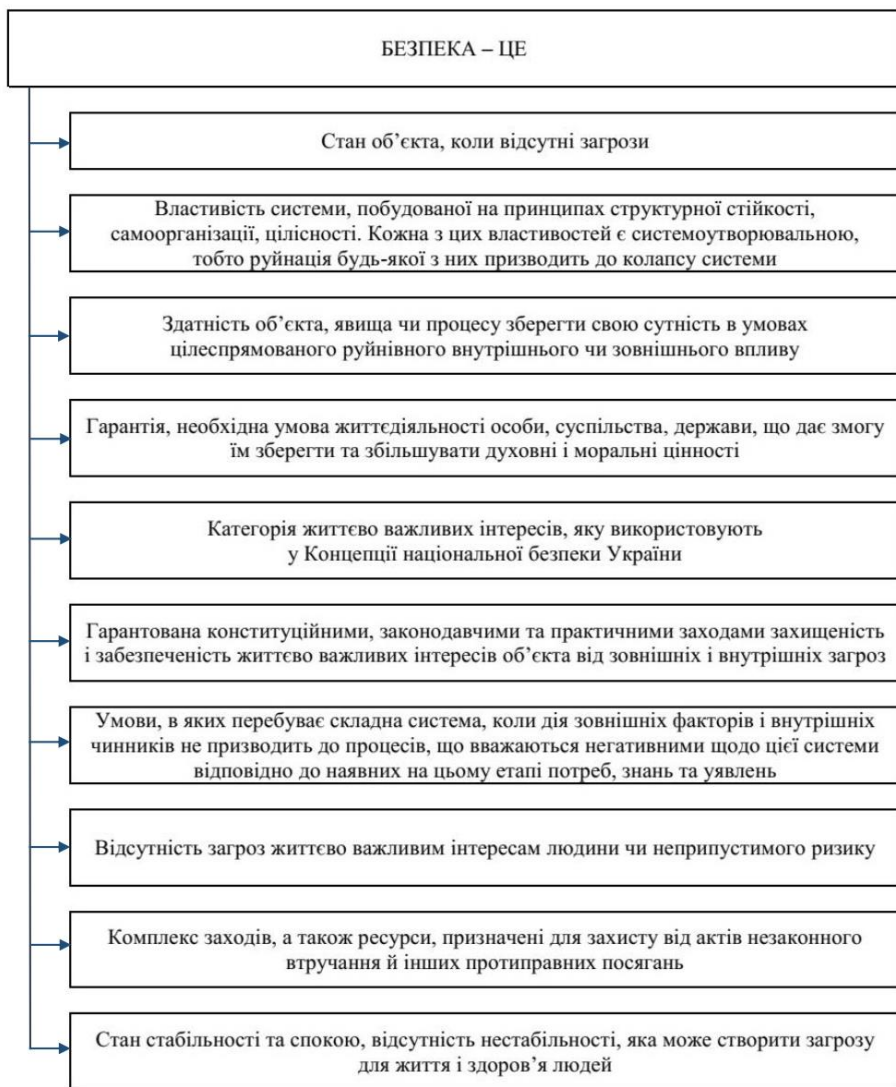 БЕЗПЕКА – ЦЕ
Стан об’єкта, коли відсутні загрози
Властивість системи, побудованої на принципах структурної стійкості,
самоорганізації, цілісності. Кожна з цих властивостей є системоутворювальною,
тобто руйнація будь-якої з них призводить до колапсу системи
Здатність об’єкта, явища чи процесу зберегти свою сутність в умовах
цілеспрямованого руйнівного внутрішнього чи зовнішнього впливу
Гарантія, необхідна умова життєдіяльності особи, суспільства, держави, що дає змогу
їм зберегти та збільшувати духовні і моральні цінності
Категорія життєво важливих інтересів, яку використовують
у Концепції національної безпеки України
Гарантована конституційними, законодавчими та практичними заходами захищеність
і забезпеченість життєво важливих інтересів об’єкта від зовнішніх і внутрішніх загроз
Умови, в яких перебуває складна система, коли дія зовнішніх факторів і внутрішніх
чинників не призводить до процесів, що вважаються негативними щодо цієї системи
відповідно до наявних на цьому етапі потреб, знань та уявлень
Відсутність загроз життєво важливим інтересам людини чи неприпустимого ризику
Комплекс заходів, а також ресурси, призначені для захисту від актів незаконного
втручання й інших протиправних посягань
Стан стабільності та спокою, відсутність нестабільності, яка може створити загрозу
для життя і здоров’я людей